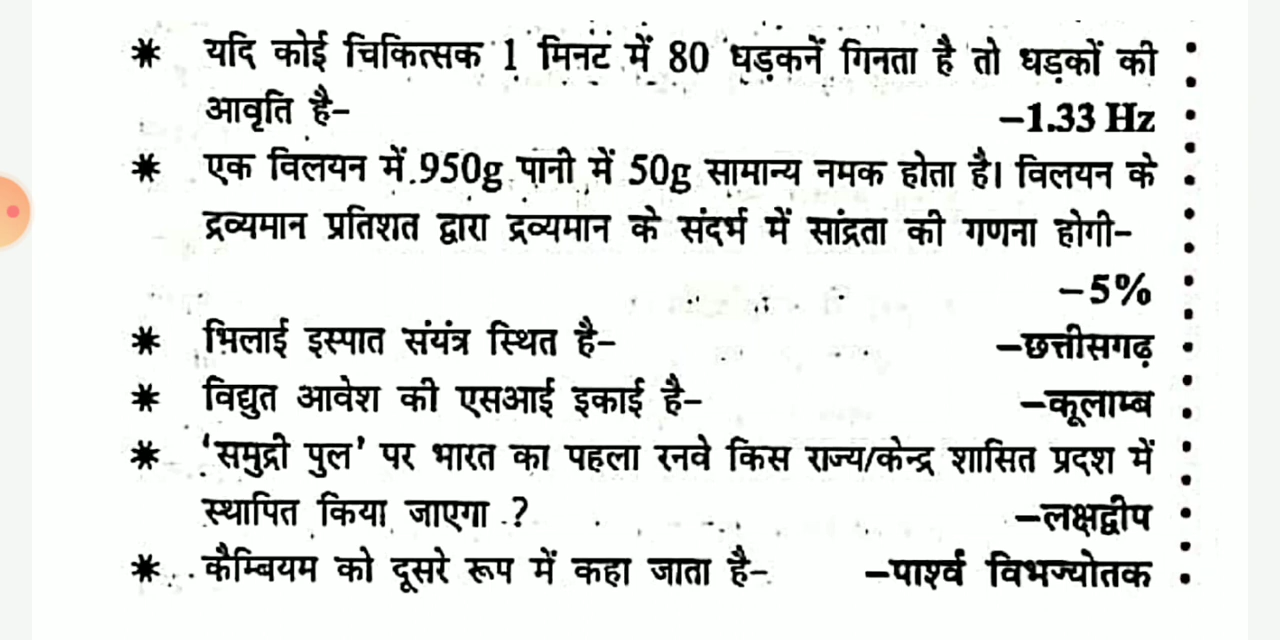 * यदि कोई चिकित्सक 1 मिनट में 80 धड़कनें गिनता है तो धड़कों की
आवृति है- –1.33 Hz
* एक विलयन में 950g पानी में 50g सामान्य नमक होता है। विलयन के
द्रव्यमान प्रतिशत द्वारा द्रव्यमान के संदर्भ में सांद्रता की गणना होगी-
–5%
* भिलाई इस्पात संयंत्र स्थित है- –छत्तीसगढ़
* विद्युत आवेश की एसआई इकाई है- –कूलाम्ब
* ‘समुद्री पुल’ पर भारत का पहला रनवे किस राज्य/केन्द्र शासित प्रदश में
स्थापित किया जाएगा ? –लक्षद्वीप
* कैम्बियम को दूसरे रूप में कहा जाता है- –पार्श्व विभज्योतक